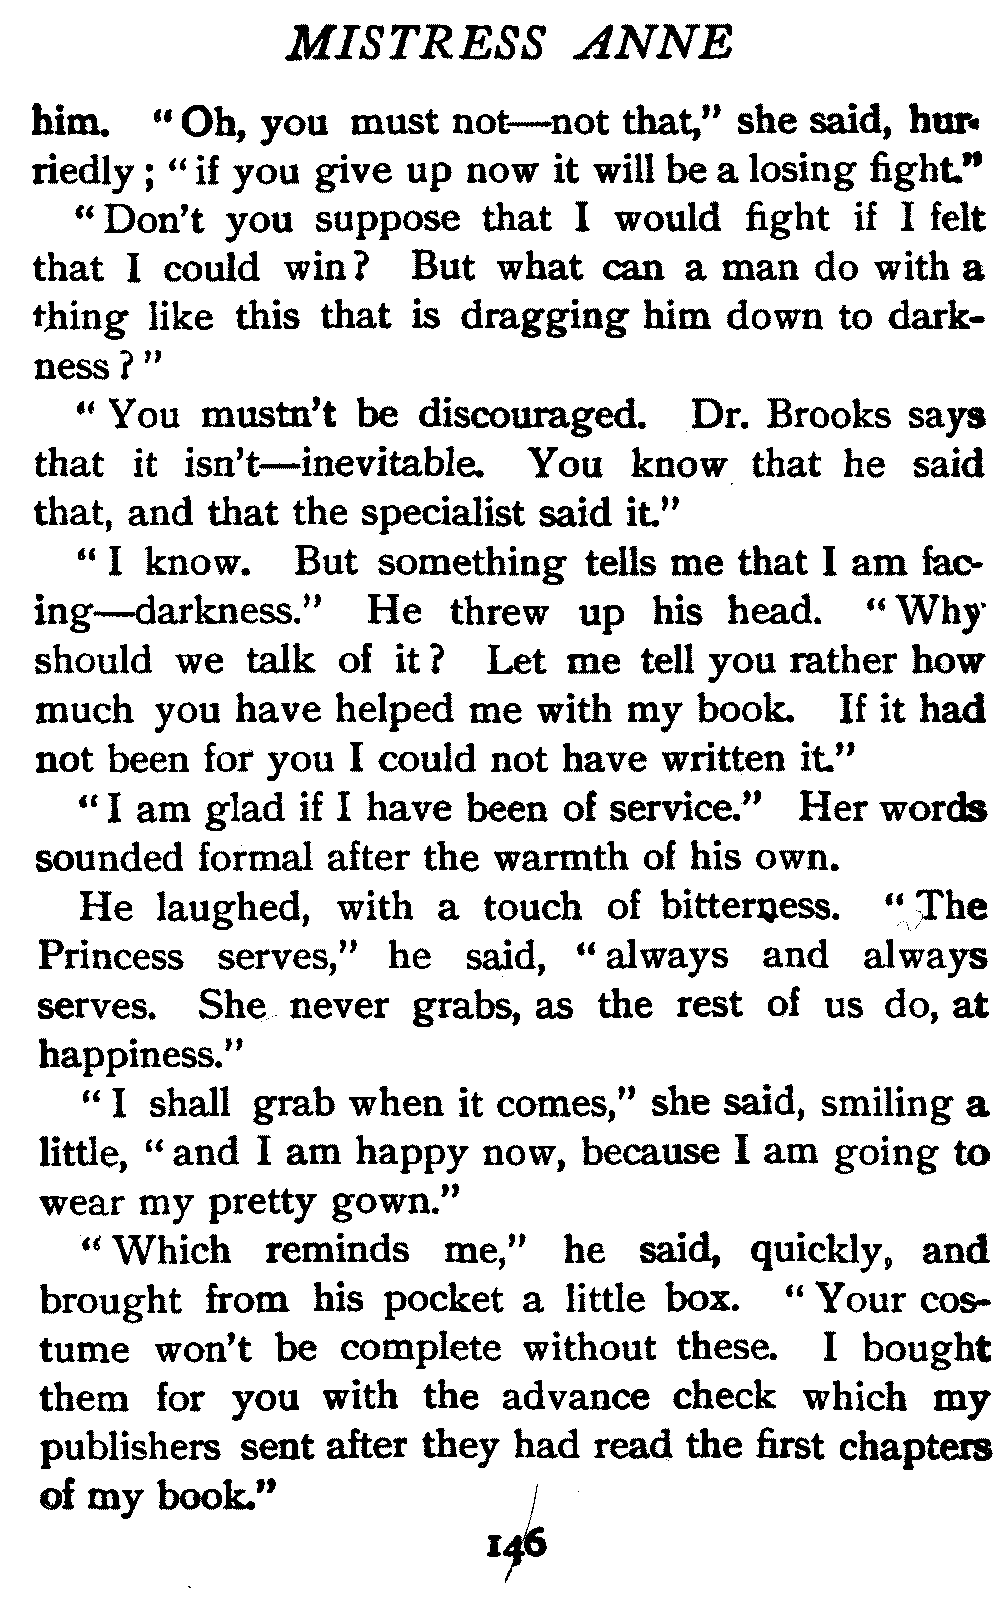 MISTRESS ANNE
him. "Oh, you must not—not that," she said, hur-
riedly; "if you give up now it will be a losing fight."
"Don't you suppose that I would fight if I felt
that I could win? But what can a man do with a
thing like this that is dragging him down to dark-
ness?"
"You mustn't be discouraged. Dr. Brooks says
that it isn't—inevitable. You know that he said
that, and that the specialist said it."
"I know. But something tells me that I am fac-
ing—darkness." He threw up his head. "Why
should we talk of it? Let me tell you rather how
much you have helped me with my book. If it had
not been for you I could not have written it."
"I am glad if I have been of service." Her words
sounded formal after the warmth of his own.
He laughed, with a touch of bitterness. "The
Princess serves," he said, "always and always
serves. She never grabs, as the rest of us do, at
happiness."
"I shall grab when it comes," she said, smiling a
little, "and I am happy now, because I am going to
wear my pretty gown."
"Which reminds me," he said, quickly, and
brought from his pocket a little box. "Your cos-
tume won't be complete without these. I bought
them for you with the advance check which my
publishers sent after they had read the first chapters
of my book."
146